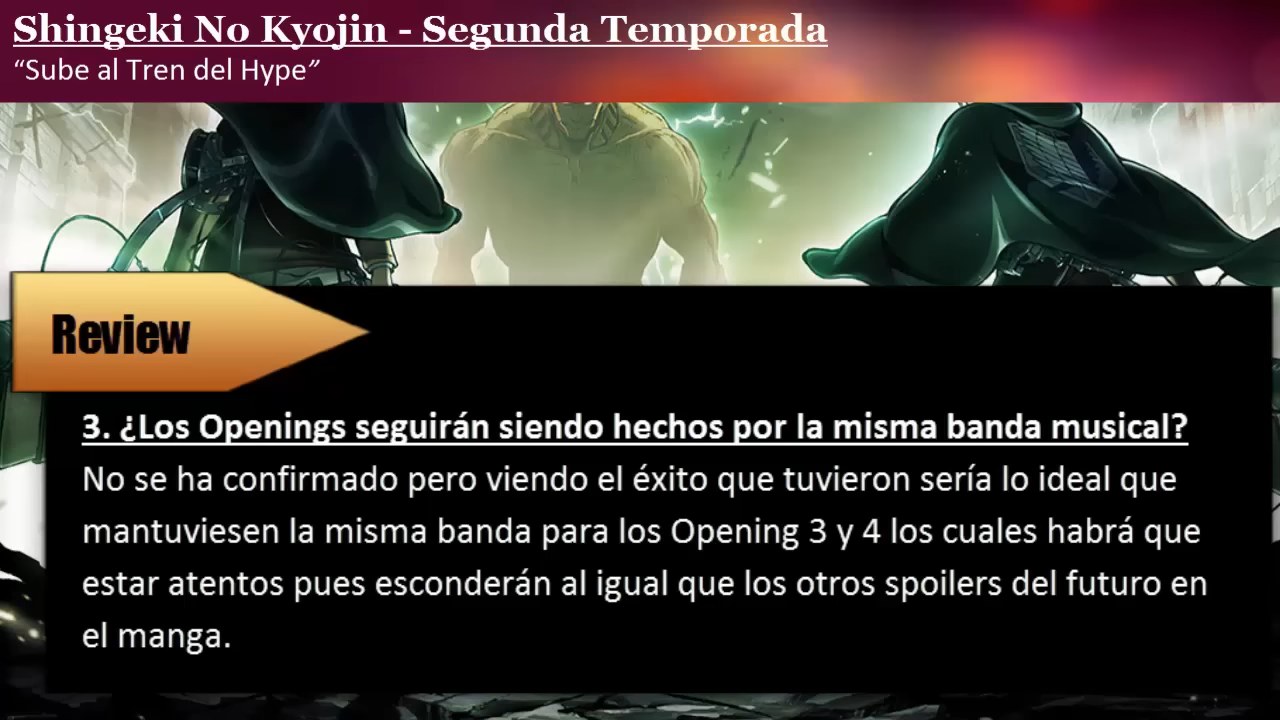 Shingeki No Kyojin - Segunda Temporada
“Sube al Tren del Hype”
Review
3. ¿Los Openings seguirán siendo hechos por la misma banda musical?
No se ha confirmado pero viendo el éxito que tuvieron sería lo ideal que
mantuviesen la misma banda para los Opening 3 y 4 los cuales habrá que
estar atentos pues esconderán al igual que los otros spoilers del futuro en
el manga.